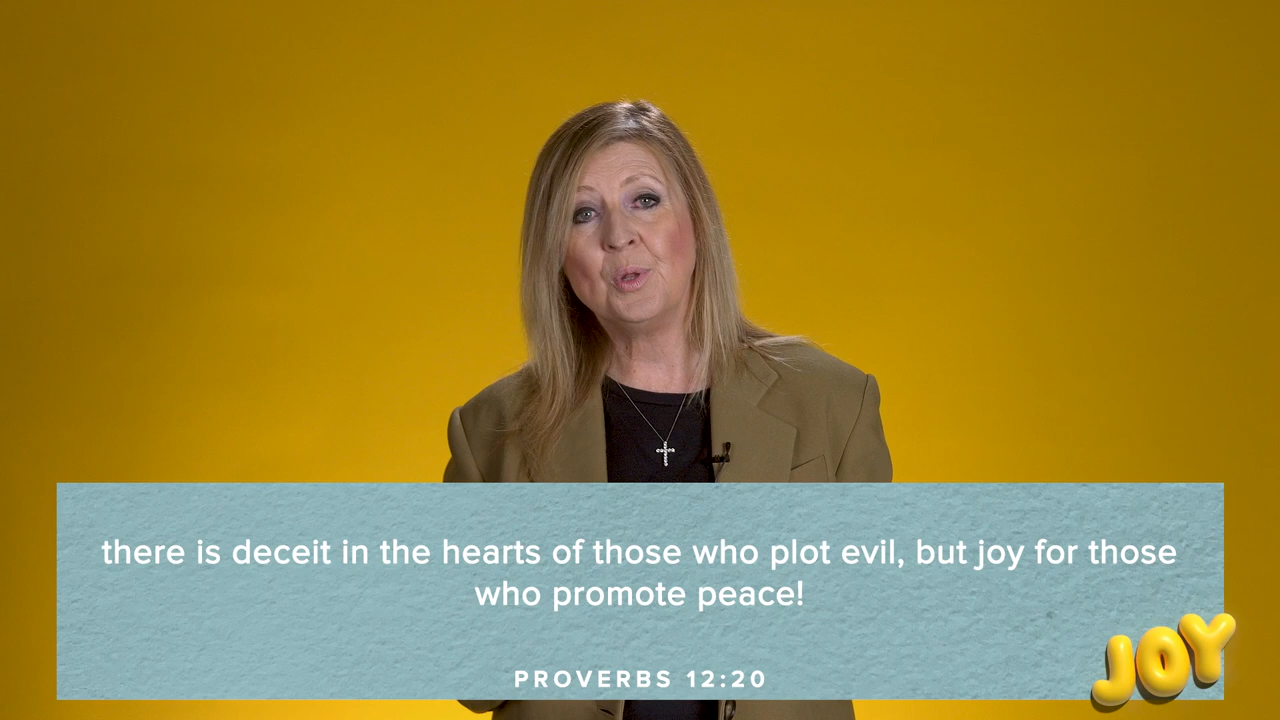 there is deceit in the hearts of those who plot evil, but joy for those
who promote peace!
PROVERBS 12:20
JOY